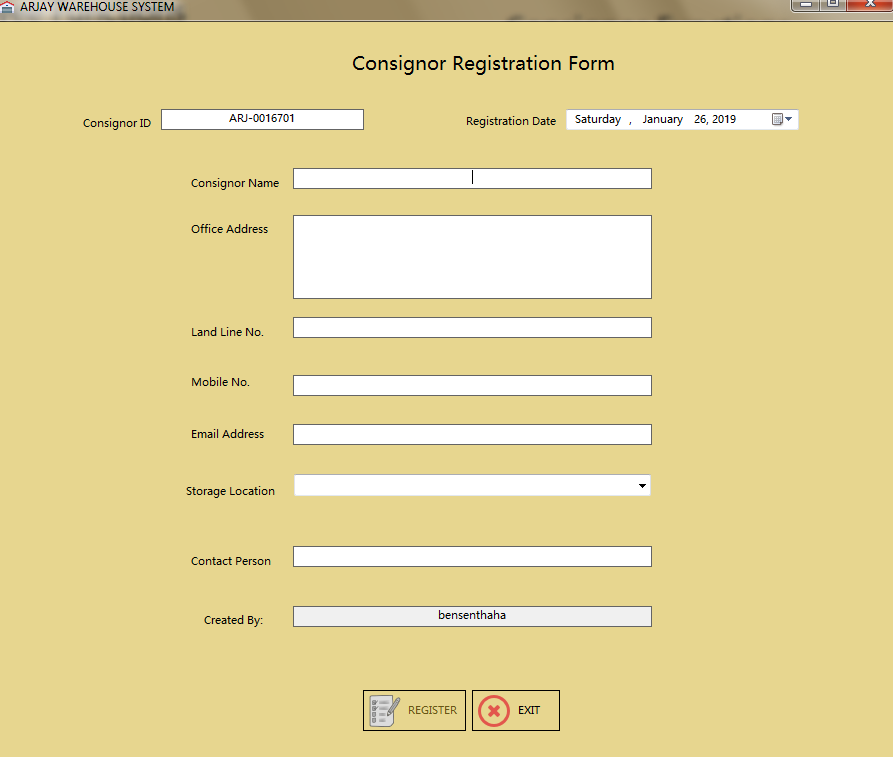 ARJAY WAREHOUSE SYSTEM
Consignor Registration Form
Consignor ID ARJ-0016701 Registration Date Saturday , January 26, 2019
Consignor Name
Office Address
Land Line No.
Mobile No.
Email Address
Storage Location
Contact Person
Created By: bensenthaha
REGISTER EXIT